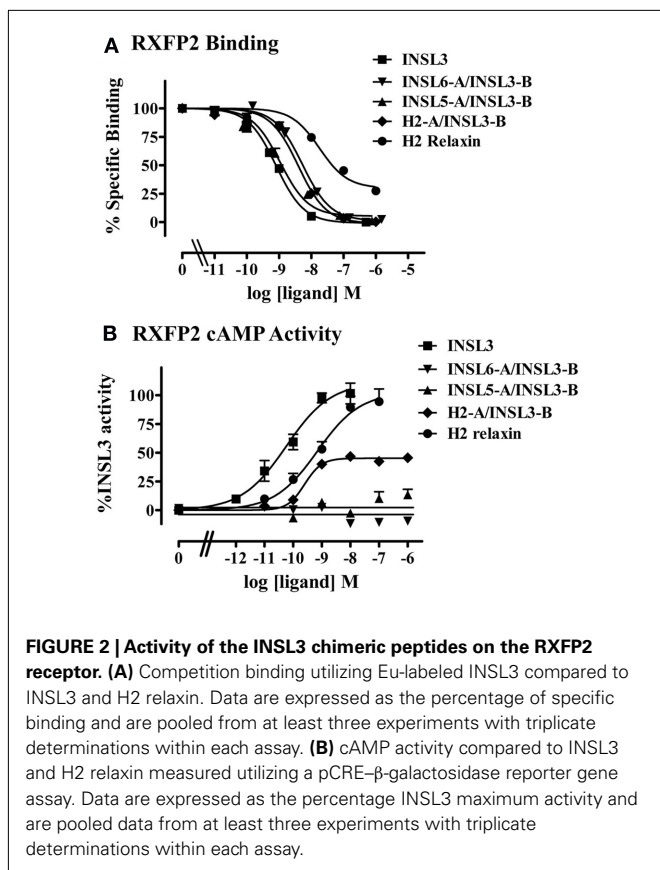 A RXFP2 Binding
INSL3
INSL6-A/INSL3-B
INSL5-A/INSL3-B
H2-A/INSL3-B
H2 Relaxin
% Specific Binding
100
75
50
25
0
0 -11 -10 -9 -8 -7 -6 -5
log [ligand] M
B RXFP2 cAMP Activity
INSL3
INSL6-A/INSL3-B
INSL5-A/INSL3-B
H2-A/INSL3-B
H2 relaxin
%INSL3 activity
100
75
50
25
0
0 -12 -11 -10 -9 -8 -7 -6
log [ligand] M
FIGURE 2 | Activity of the INSL3 chimeric peptides on the RXFP2
receptor. (A) Competition binding utilizing Eu-labeled INSL3 compared to
INSL3 and H2 relaxin. Data are expressed as the percentage of specific
binding and are pooled from at least three experiments with triplicate
determinations within each assay. (B) cAMP activity compared to INSL3
and H2 relaxin measured utilizing a pCRE–β-galactosidase reporter gene
assay. Data are expressed as the percentage INSL3 maximum activity and
are pooled data from at least three experiments with triplicate
determinations within each assay.